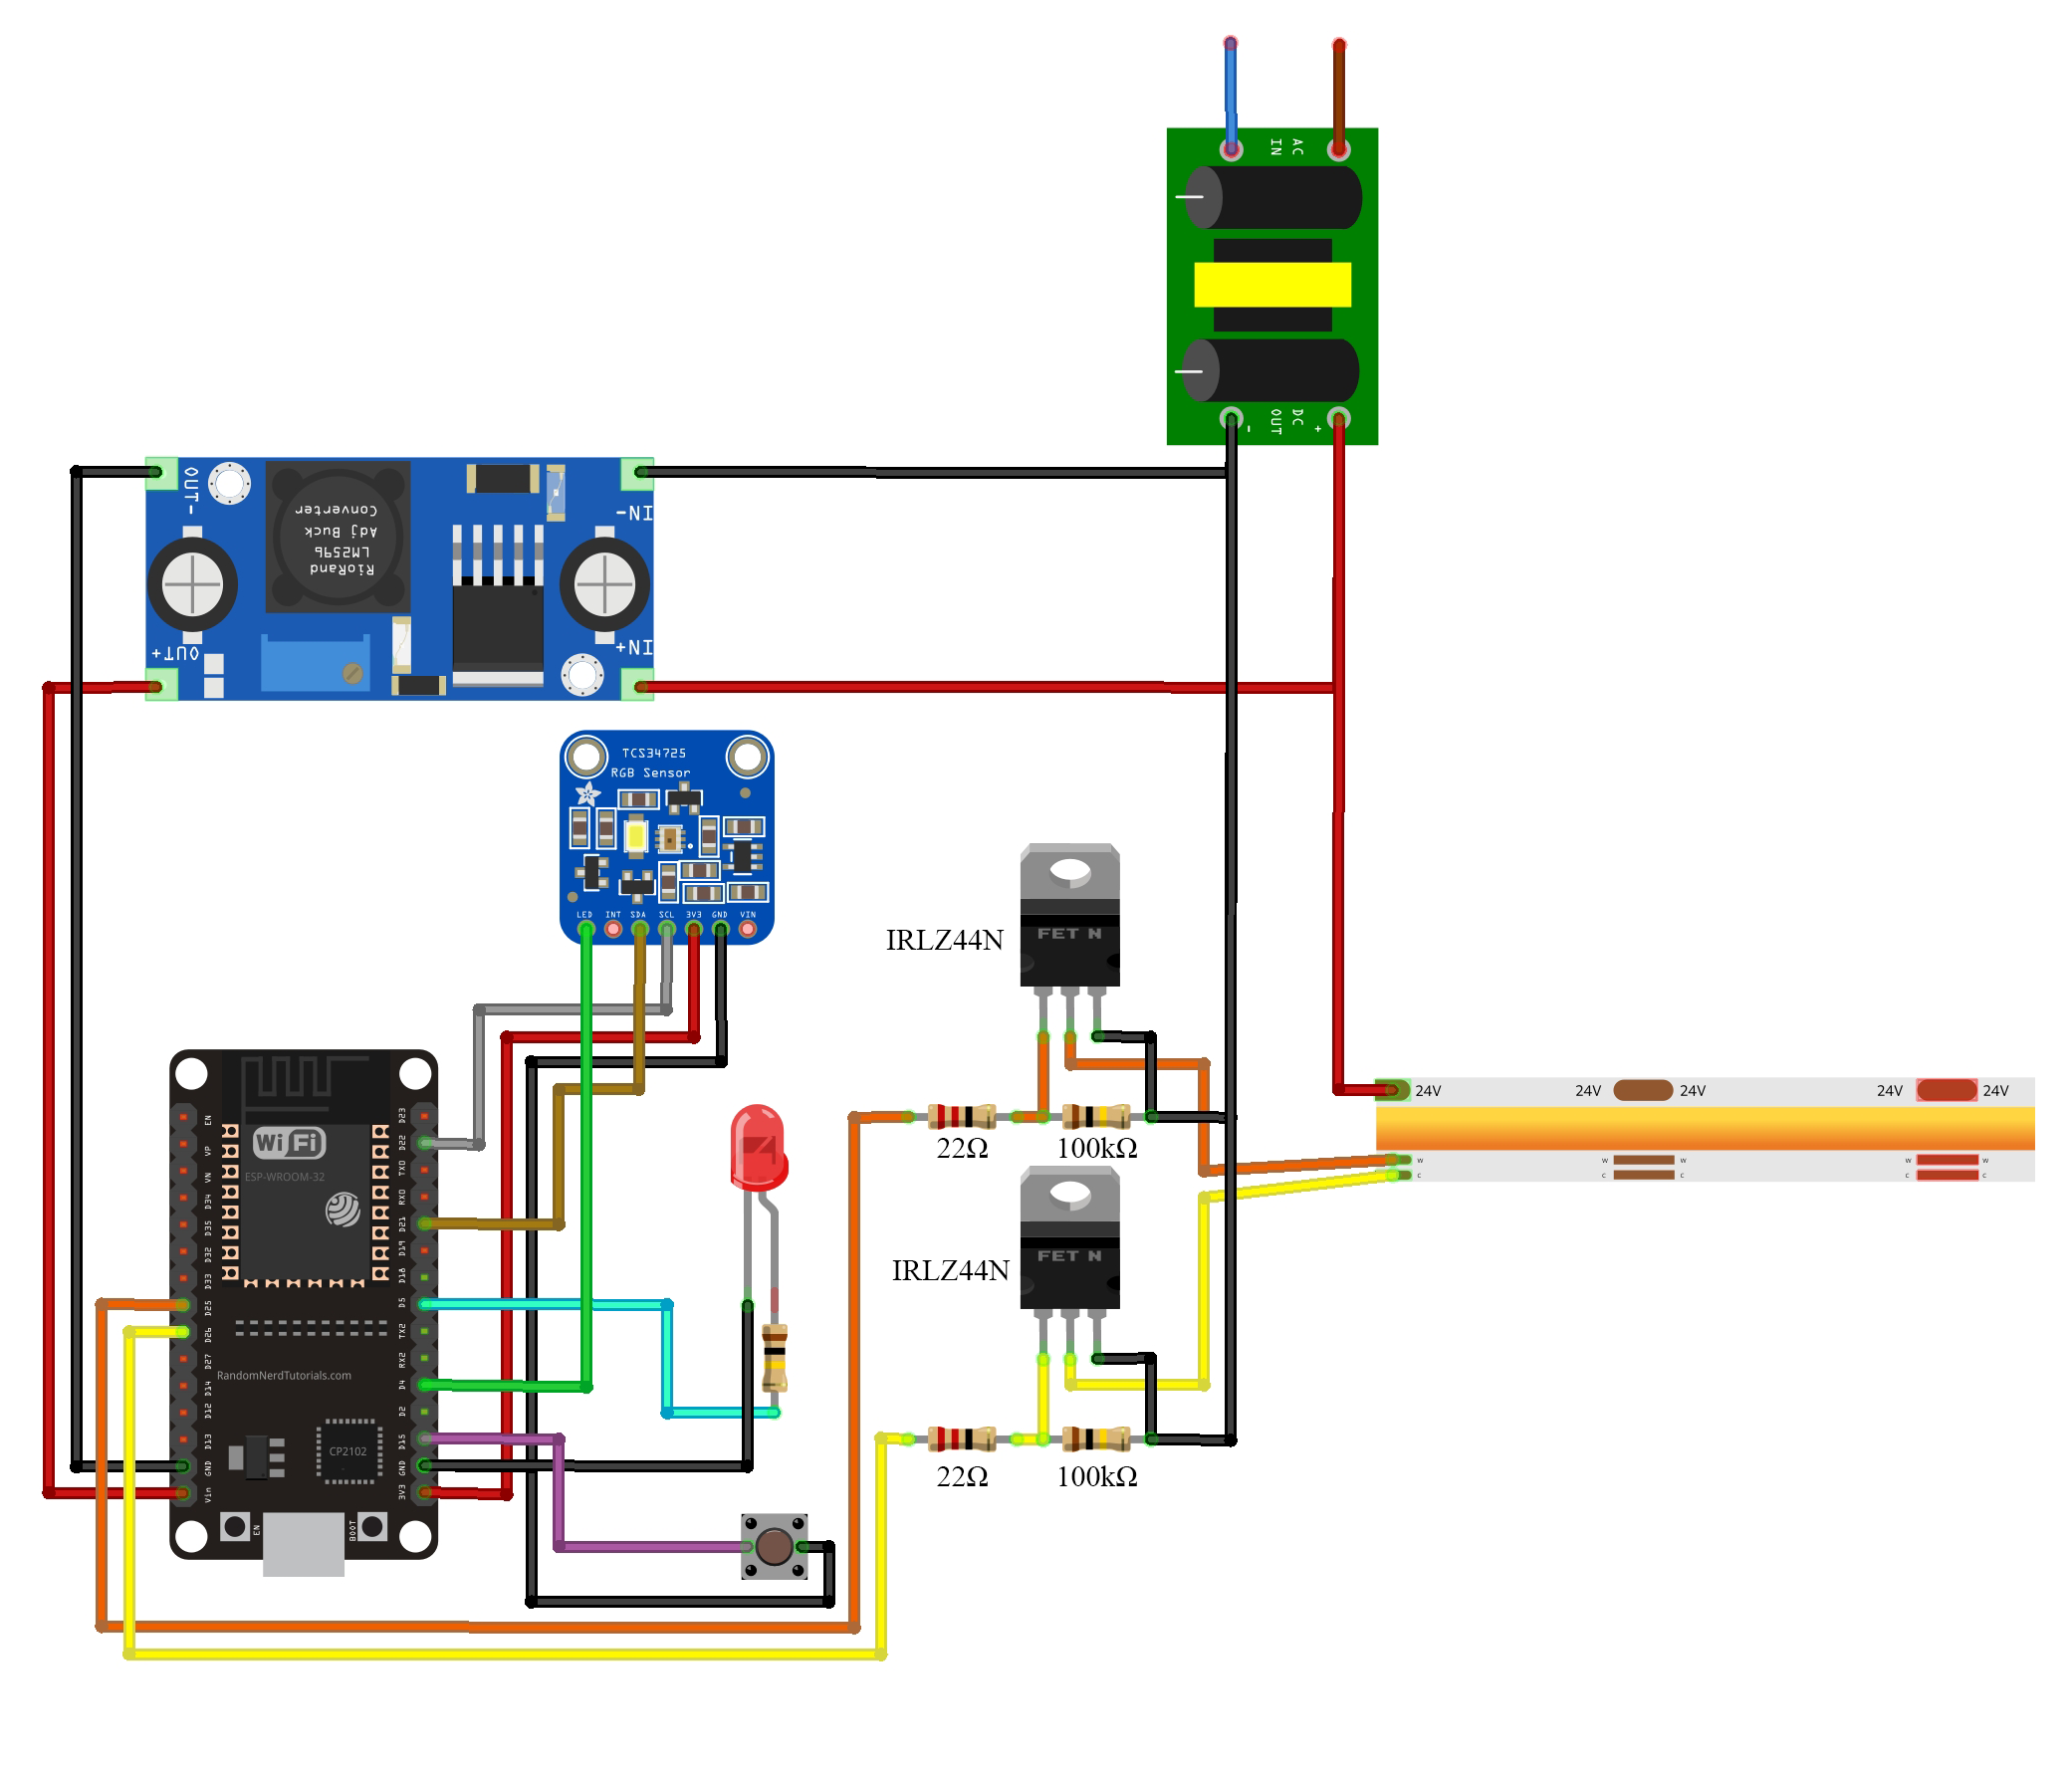 AC
IN
DC
OUT
-
+
OUT-
IN-
RioRand
LM2596
Adj Buck
Converter
OUT+
IN+
TCS34725
RGB Sensor
LED INT SDA SCL 3V3 GND VIN
IRLZ44N
FET N
22Ω
100kΩ
IRLZ44N
FET N
22Ω
100kΩ
24V 24V 24V 24V 24V
W W W W W
C C C C C
WiFi
ESP-WROOM-32
RandomNerdTutorials.com
CP2102
EN
VP
VN
D34
D35
D32
D33
D25
D26
D27
D14
D12
D13
GND
Vin
D23
D22
TX0
RX0
D21
D19
D18
D5
TX2
RX2
D4
D2
D15
GND
3V3
EN
BOOT